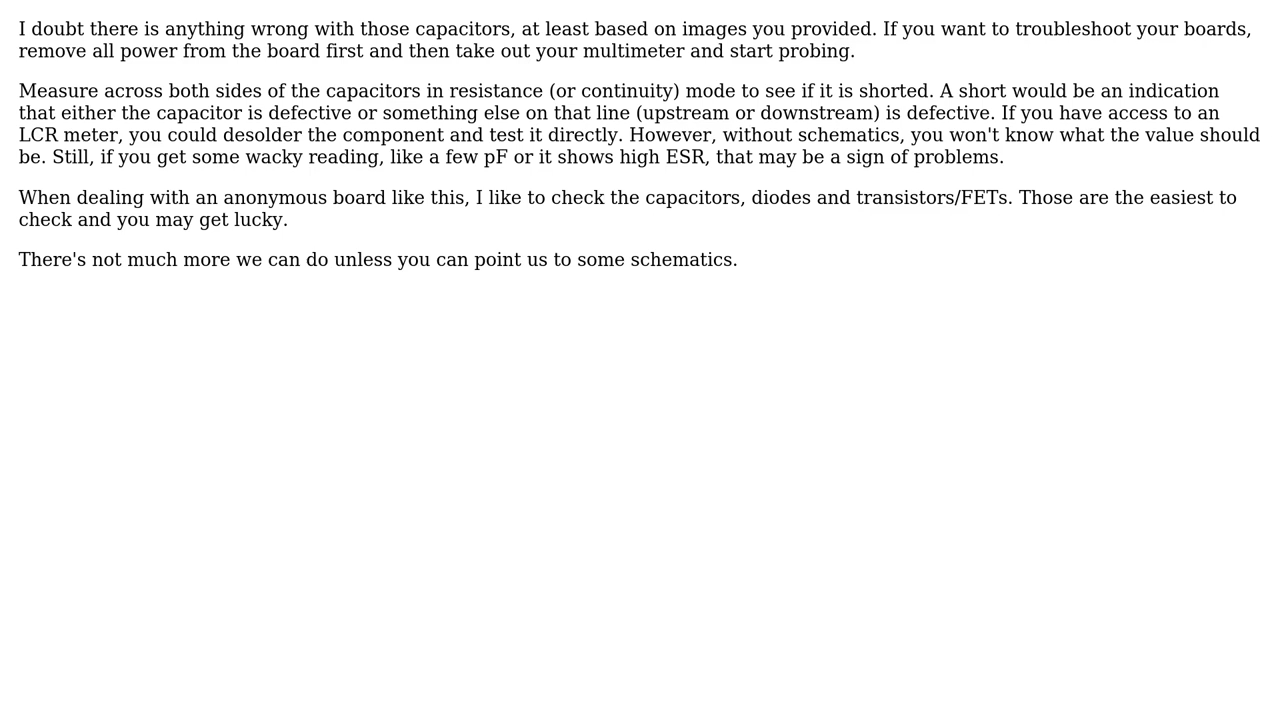 I doubt there is anything wrong with those capacitors, at least based on images you provided. If you want to troubleshoot your boards,
remove all power from the board first and then take out your multimeter and start probing.
Measure across both sides of the capacitors in resistance (or continuity) mode to see if it is shorted. A short would be an indication
that either the capacitor is defective or something else on that line (upstream or downstream) is defective. If you have access to an
LCR meter, you could desolder the component and test it directly. However, without schematics, you won't know what the value should
be. Still, if you get some wacky reading, like a few pF or it shows high ESR, that may be a sign of problems.
When dealing with an anonymous board like this, I like to check the capacitors, diodes and transistors/FETs. Those are the easiest to
check and you may get lucky.
There's not much more we can do unless you can point us to some schematics.